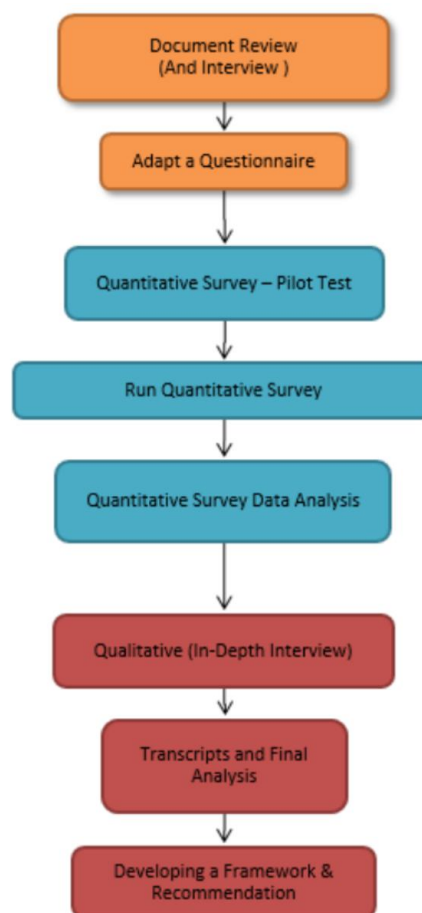 Document Review
(And Interview )
Adapt a Questionnaire
Quantitative Survey – Pilot Test
Run Quantitative Survey
Quantitative Survey Data Analysis
Qualitative (In-Depth Interview)
Transcripts and Final
Analysis
Developing a Framework &
Recommendation